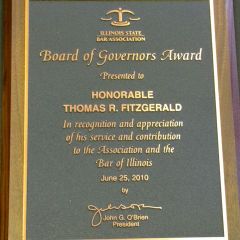 ILLINOIS STATE
BAR ASSOCIATION
Board of Governors Award
Presented to
HONORABLE
THOMAS R. FITZGERALD
In recognition and appreciation
of his service and contribution
to the Association and the
Bar of Illinois
June 25, 2010
by
John G. O'Brien
President